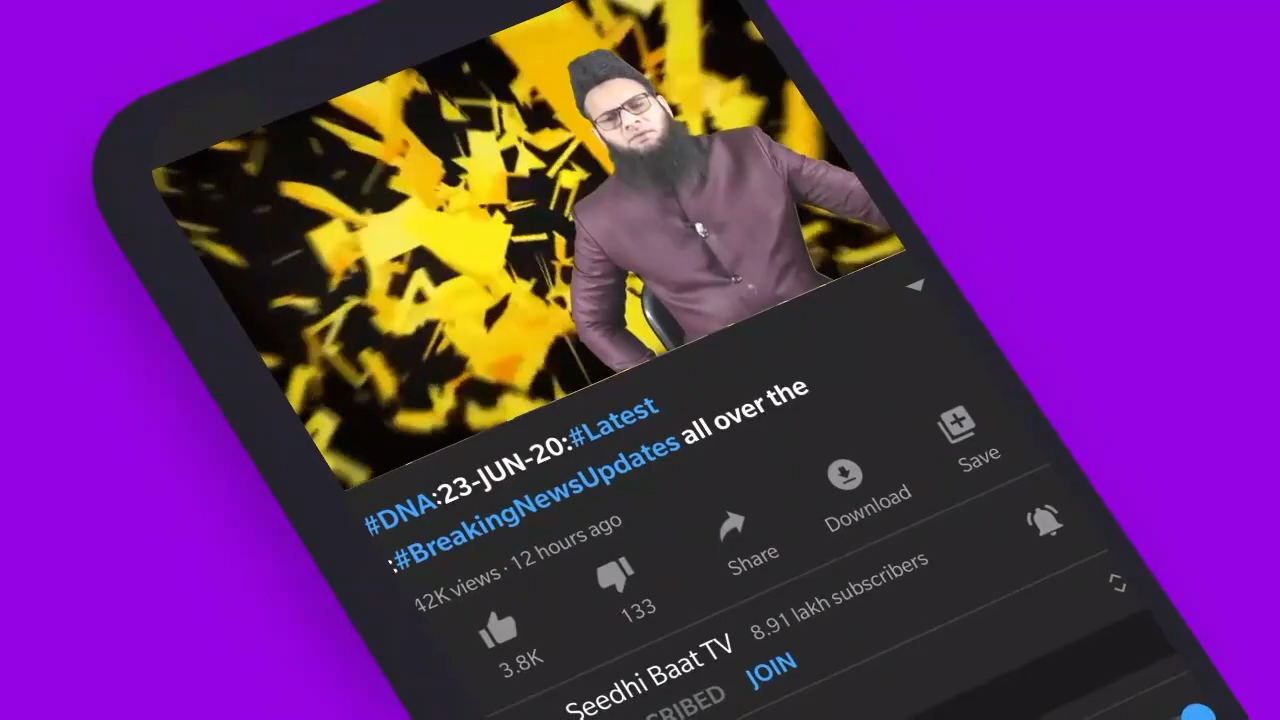 #DNA:23-JUN-20:#Latest
:#BreakingNewsUpdates all over the
42K views · 12 hours ago
3.8K
133
Share
Download
Save
Seedhi Baat TV 8.91 lakh subscribers
JOIN